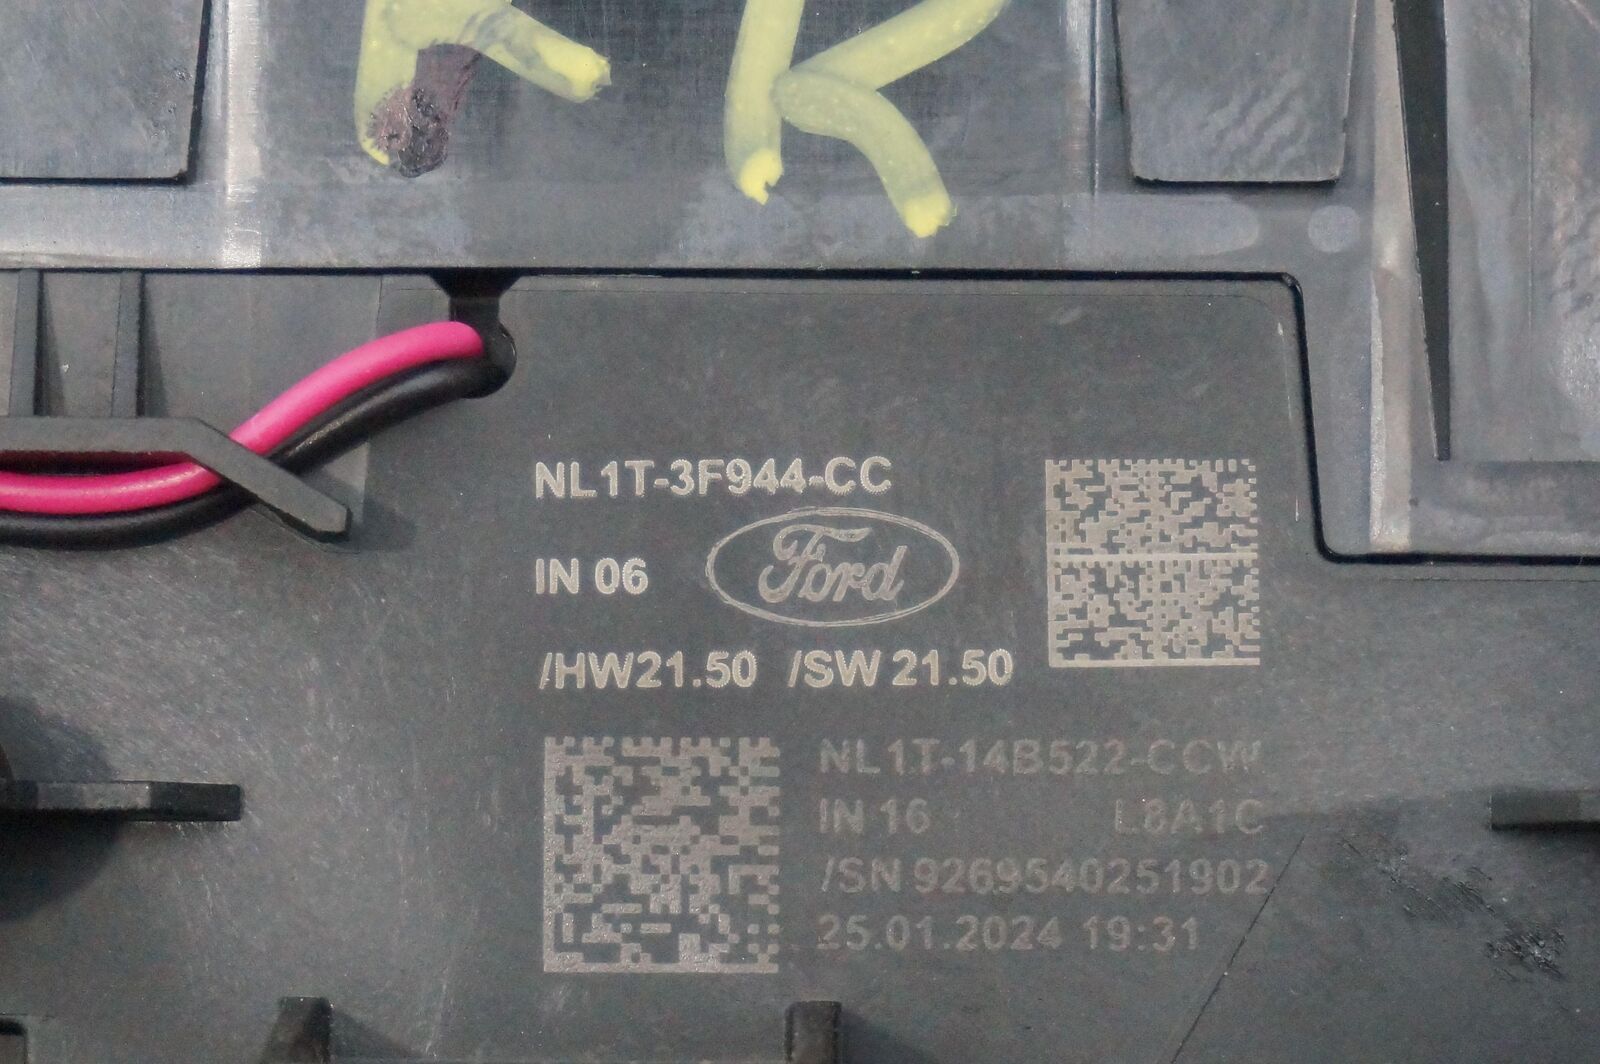 NL1T-3F944-CC
IN 06 Ford
/HW21.50 /SW 21.50
NL1T-14B522-CCW
IN 16 L8A1C
/SN 9269540251902
25.01.2024 19:31